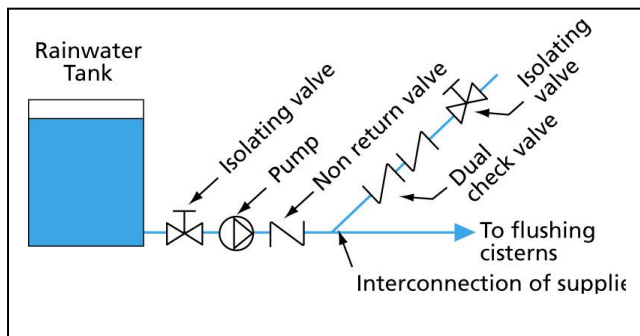 Rainwater
Tank
Isolating valve
Pump
Non return valve
Dual
check valve
Isolating
valve
To flushing
cisterns
Interconnection of supplie